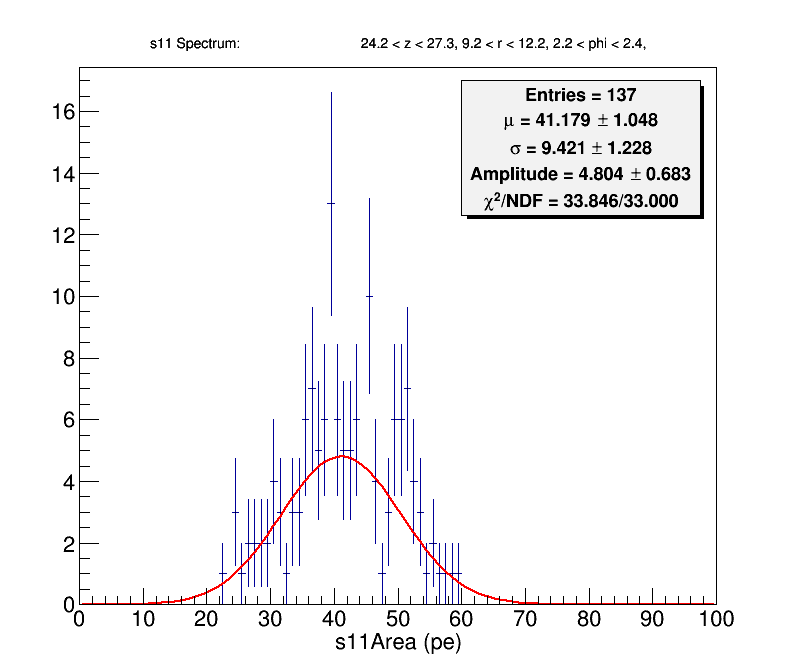 s11 Spectrum: 24.2 < z < 27.3, 9.2 < r < 12.2, 2.2 < phi < 2.4,
Entries = 137
μ = 41.179 ± 1.048
σ = 9.421 ± 1.228
Amplitude = 4.804 ± 0.683
χ²/NDF = 33.846/33.000
16
14
12
10
8
6
4
2
0
0 10 20 30 40 50 60 70 80 90 100
s11Area (pe)